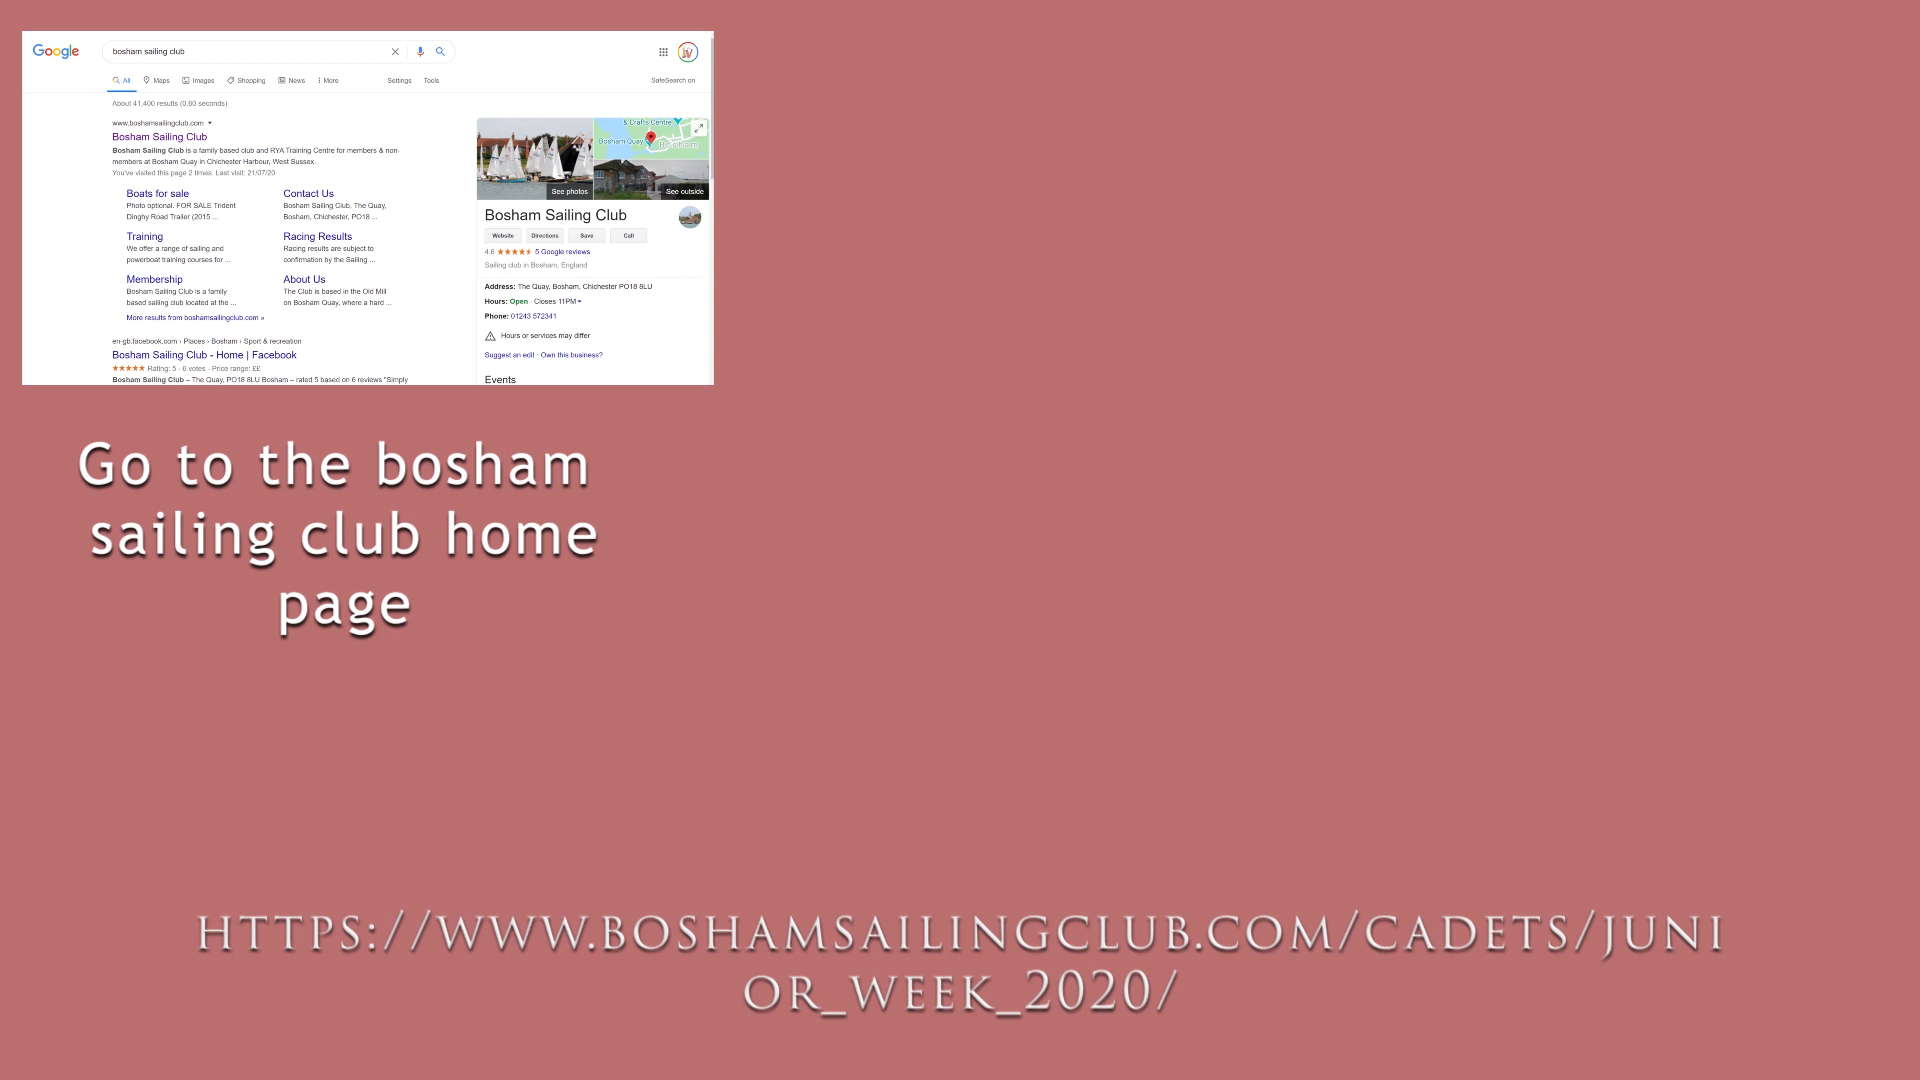 Google
bosham sailing club
All Maps Images Shopping News More Settings Tools SafeSearch on
About 41,400 results (0.60 seconds)
www.boshamsailingclub.com
Bosham Sailing Club
Bosham Sailing Club is a family based club and RYA Training Centre for members & non-
members at Bosham Quay in Chichester Harbour, West Sussex.
You've visited this page 2 times. Last visit: 21/07/20
Boats for sale
Photo optional. FOR SALE Trident
Dinghy Road Trailer (2015 ...
Contact Us
Bosham Sailing Club, The Quay,
Bosham, Chichester, PO18 ...
Training
We offer a range of sailing and
powerboat training courses for ...
Racing Results
Racing results are subject to
confirmation by the Sailing ...
Membership
Bosham Sailing Club is a family
based sailing club located at the ...
About Us
The Club is based in the Old Mill
on Bosham Quay, where a hard ...
More results from boshamsailingclub.com »
en-gb.facebook.com › Places › Bosham › Sport & recreation
Bosham Sailing Club - Home | Facebook
Rating: 5 - 6 votes - Price range: ££
Bosham Sailing Club – The Quay, PO18 8LU Bosham – rated 5 based on 6 reviews "Simply
& Crafts Centre
Bosham Quay
Bosham
See photos
See outside
Bosham Sailing Club
Website Directions Save Call
4.6 5 Google reviews
Sailing club in Bosham, England
Address: The Quay, Bosham, Chichester PO18 8LU
Hours: Open · Closes 11PM
Phone: 01243 572341
Hours or services may differ
Suggest an edit · Own this business?
Events
Go to the bosham
sailing club home
page
HTTPS://WWW.BOSHAMSAILINGCLUB.COM/CADETS/JUNI
OR_WEEK_2020/